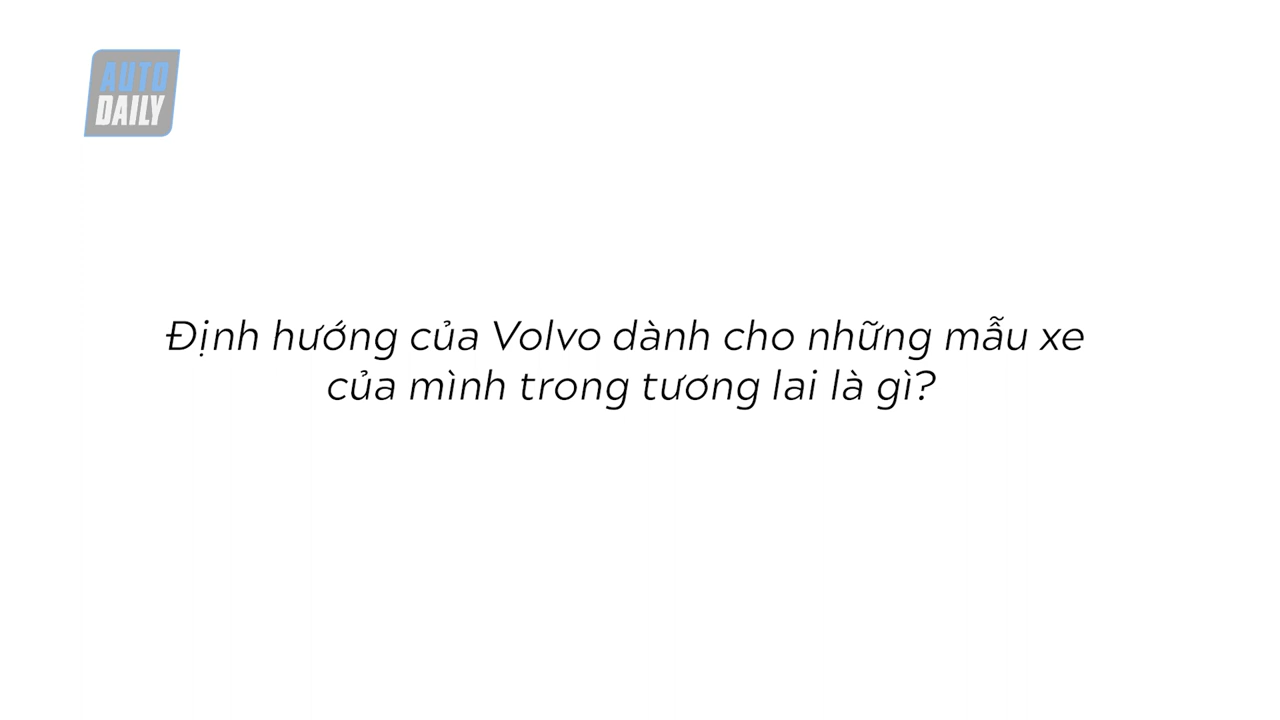 AUTO
DAILY
Định hướng của Volvo dành cho những mẫu xe
của mình trong tương lai là gì?